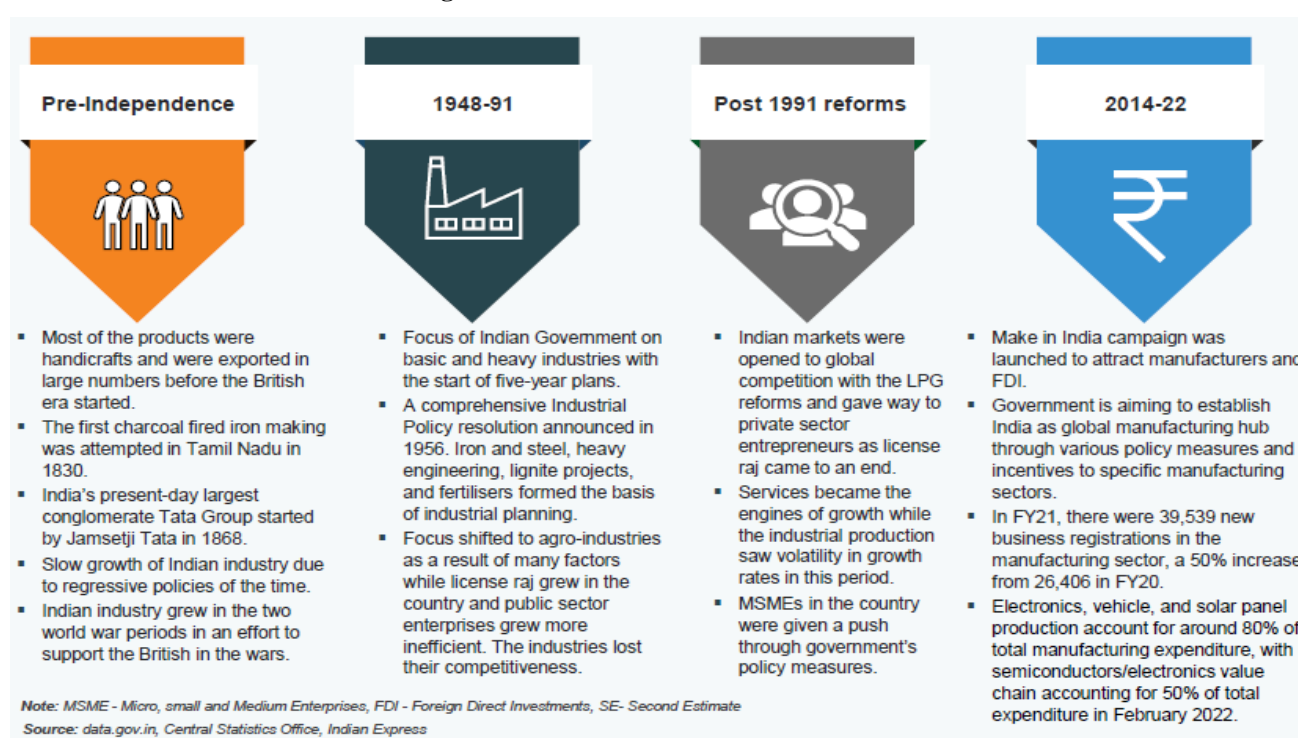 g
Pre-Independence
Most of the products were
handicrafts and were exported in
large numbers before the British
era started.
The first charcoal fired iron making
was attempted in Tamil Nadu in
1830.
India's present-day largest
conglomerate Tata Group started
by Jamsetji Tata in 1868.
Slow growth of Indian industry due
to regressive policies of the time.
Indian industry grew in the two
world war periods in an effort to
support the British in the wars.
1948-91
Focus of Indian Government on
basic and heavy industries with
the start of five-year plans.
A comprehensive Industrial
Policy resolution announced in
1956. Iron and steel, heavy
engineering, lignite projects,
and fertilisers formed the basis
of industrial planning.
Focus shifted to agro-industries
as a result of many factors
while license raj grew in the
country and public sector
enterprises grew more
inefficient. The industries lost
their competitiveness.
Post 1991 reforms
Indian markets were
opened to global
competition with the LPG
reforms and gave way to
private sector
entrepreneurs as license
raj came to an end.
Services became the
engines of growth while
the industrial production
saw volatility in growth
rates in this period.
MSMEs in the country
were given a push
through government's
policy measures.
2014-22
₹
Make in India campaign was
launched to attract manufacturers and
FDI.
Government is aiming to establish
India as global manufacturing hub
through various policy measures and
incentives to specific manufacturing
sectors.
In FY21, there were 39,539 new
business registrations in the
manufacturing sector, a 50% increase
from 26,406 in FY20.
Electronics, vehicle, and solar panel
production account for around 80% of
total manufacturing expenditure, with
semiconductors/electronics value
chain accounting for 50% of total
expenditure in February 2022.
Note: MSME - Micro, small and Medium Enterprises, FDI - Foreign Direct Investments, SE- Second Estimate
Source: data.gov.in, Central Statistics Office, Indian Express